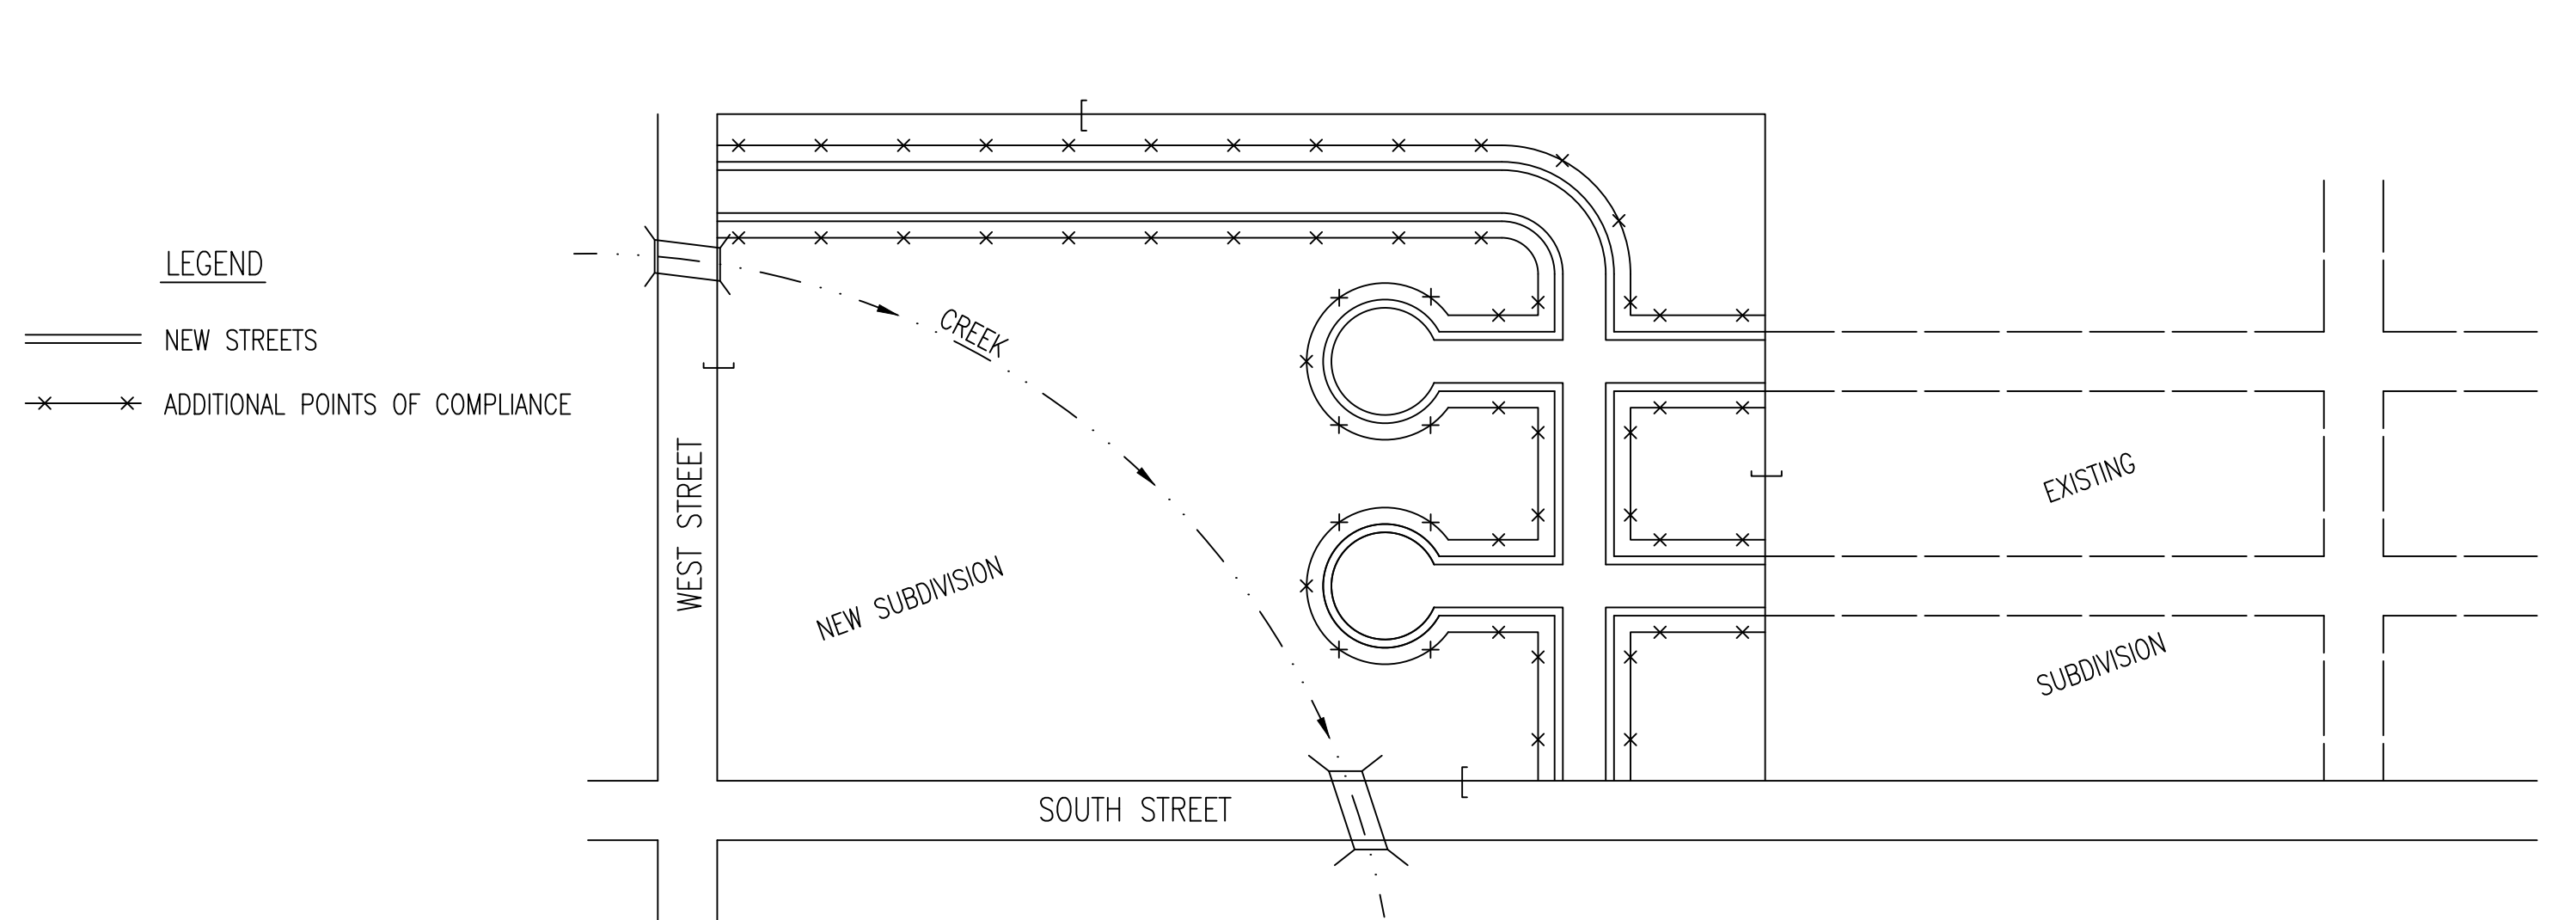 LEGEND
NEW STREETS
ADDITIONAL POINTS OF COMPLIANCE
CREEK
WEST STREET
NEW SUBDIVISION
SOUTH STREET
EXISTING
SUBDIVISION